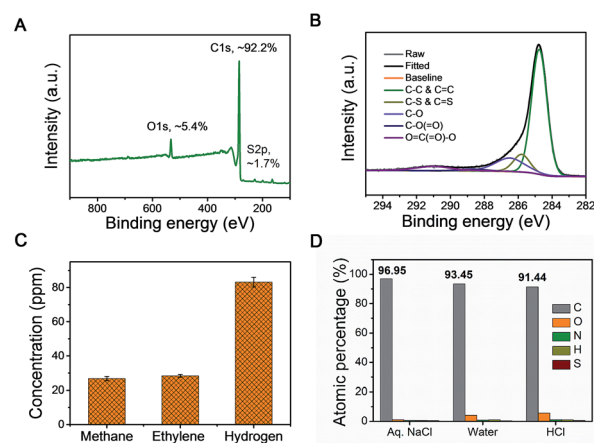 A
C1s, ~92.2%
O1s, ~5.4%
S2p,
~1.7%
Intensity (a.u.)
800 600 400 200
Binding energy (eV)
B
Raw
Fitted
Baseline
C-C & C=C
C-S & C=S
C-O
C-O(=O)
O=C(=O)-O
Intensity (a.u.)
295 294 292 290 288 286 284 282
Binding energy (eV)
C
Concentration (ppm)
80
60
40
20
0
Methane Ethylene Hydrogen
D
Atomic percentage (%)
100
80
60
40
20
0
96.95 93.45 91.44
C
O
N
H
S
Aq. NaCl Water HCl